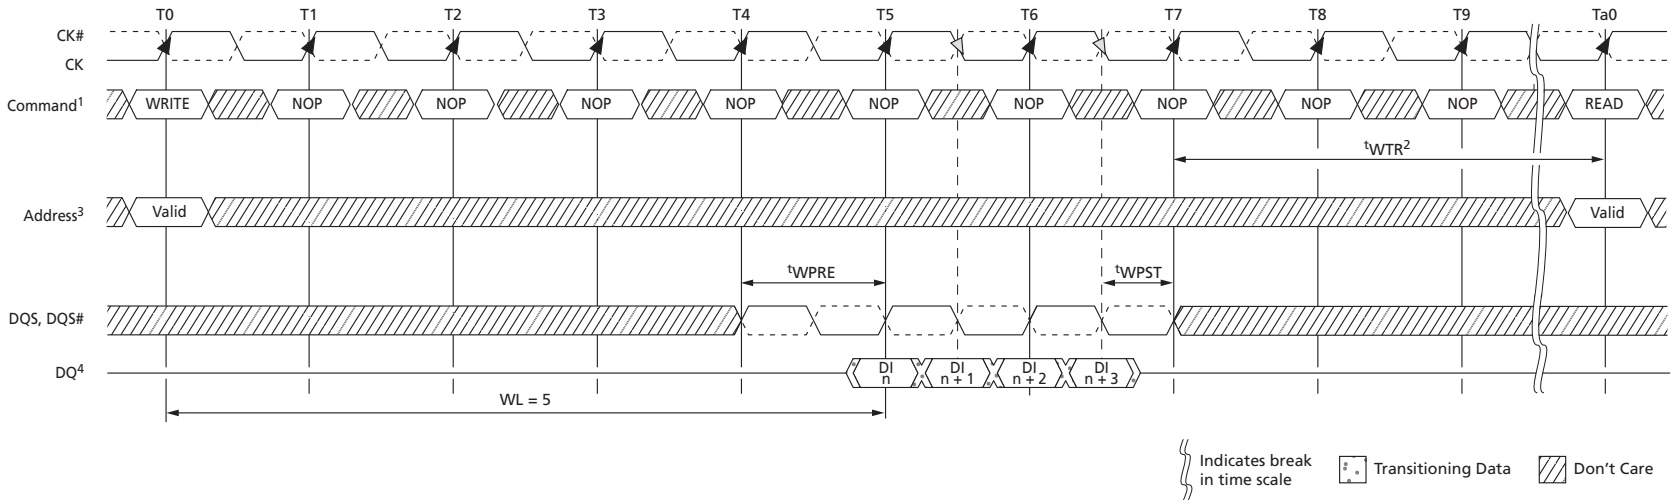 T0 T1 T2 T3 T4 T5 T6 T7 T8 T9 Ta0
CK#
CK
Command¹ WRITE NOP NOP NOP NOP NOP NOP NOP NOP NOP READ
ᵗWTR²
Address³ Valid Valid
ᵗWPRE ᵗWPST
DQS, DQS#
DQ⁴ DI n DI n + 1 DI n + 2 DI n + 3
WL = 5
Indicates break
in time scale
Transitioning Data
Don't Care